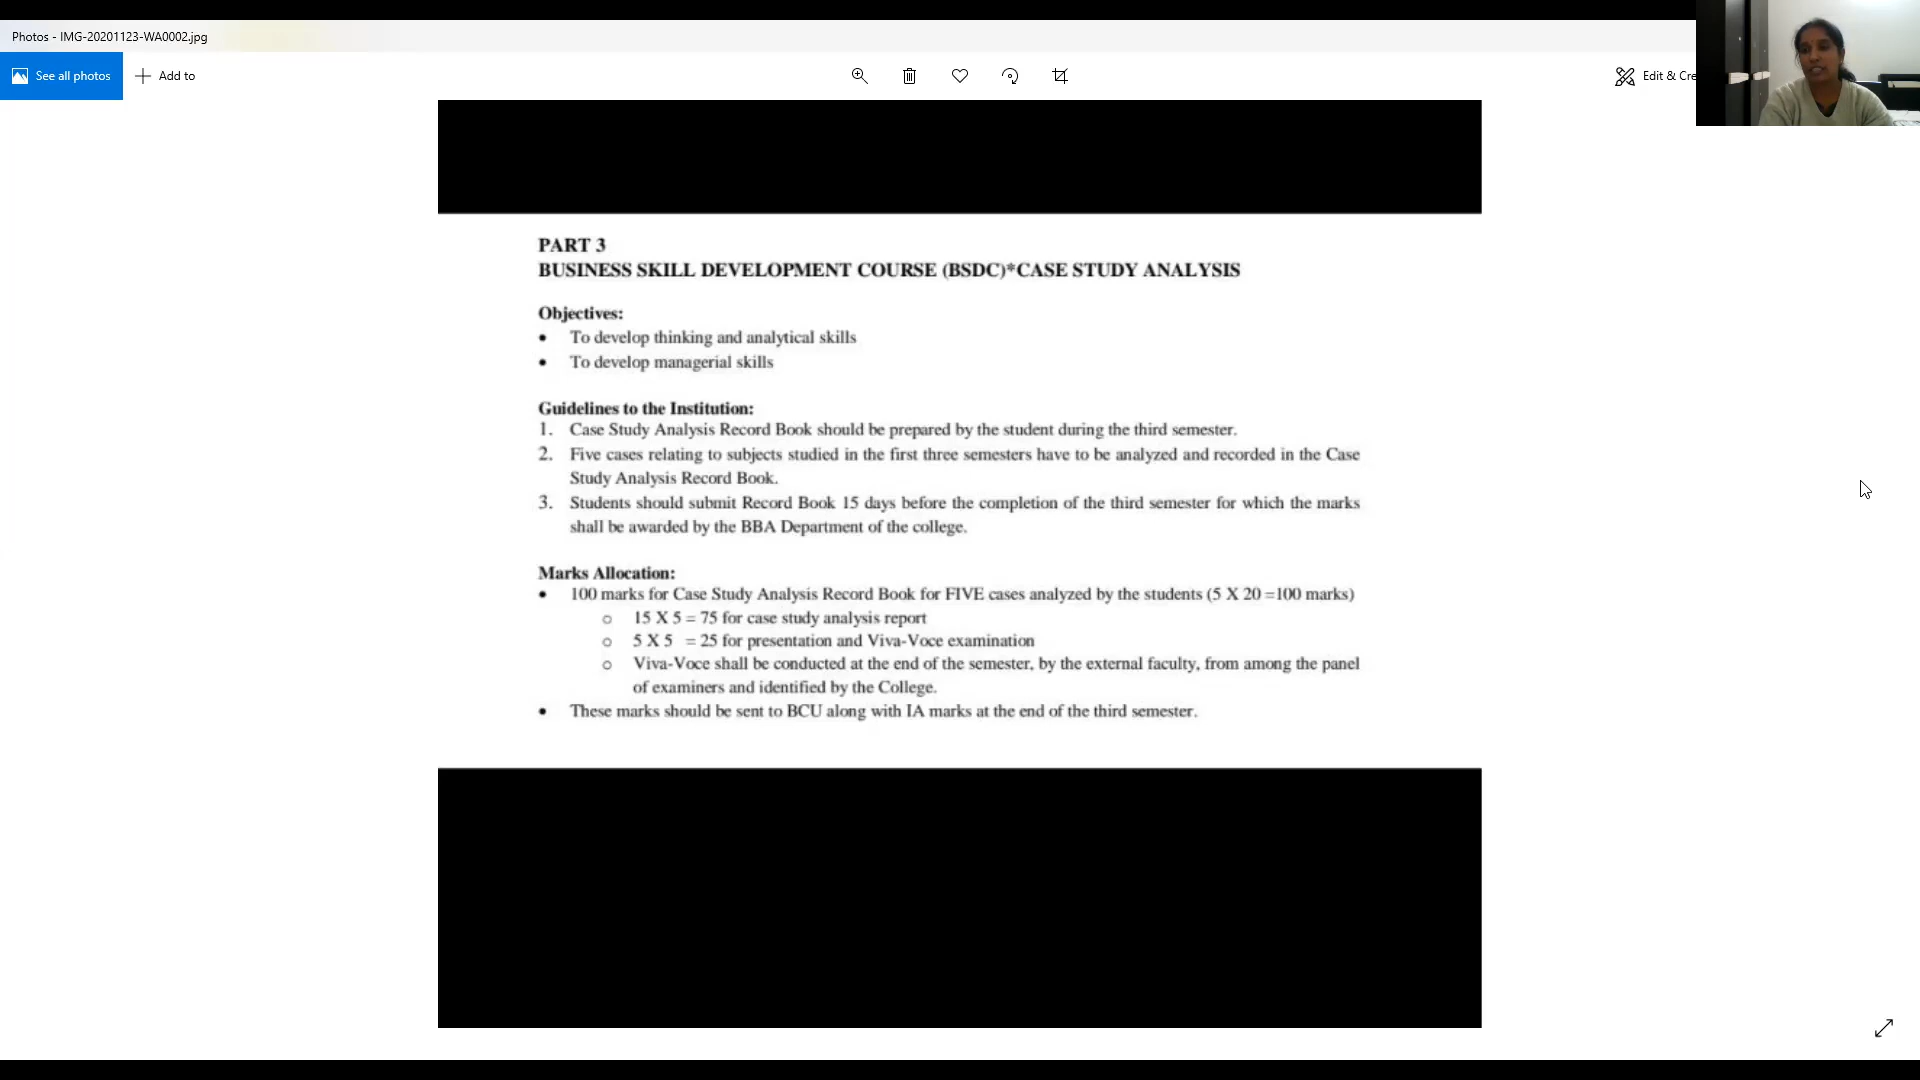 Photos - IMG-20201123-WA0002.jpg
See all photos
Add to
Edit & Cre
PART 3
BUSINESS SKILL DEVELOPMENT COURSE (BSDC)*CASE STUDY ANALYSIS
Objectives:
• To develop thinking and analytical skills
• To develop managerial skills
Guidelines to the Institution:
1. Case Study Analysis Record Book should be prepared by the student during the third semester.
2. Five cases relating to subjects studied in the first three semesters have to be analyzed and recorded in the Case
Study Analysis Record Book.
3. Students should submit Record Book 15 days before the completion of the third semester for which the marks
shall be awarded by the BBA Department of the college.
Marks Allocation:
• 100 marks for Case Study Analysis Record Book for FIVE cases analyzed by the students (5 X 20 =100 marks)
o 15 X 5 = 75 for case study analysis report
o 5 X 5 = 25 for presentation and Viva-Voce examination
o Viva-Voce shall be conducted at the end of the semester, by the external faculty, from among the panel
of examiners and identified by the College.
• These marks should be sent to BCU along with IA marks at the end of the third semester.